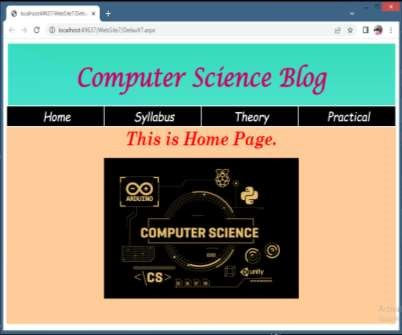 localhost:49637/WebSite7/Default7.aspx
Computer Science Blog
Home Syllabus Theory Practical
This is Home Page.
ARDUINO
COMPUTER SCIENCE
<\CS>
unity